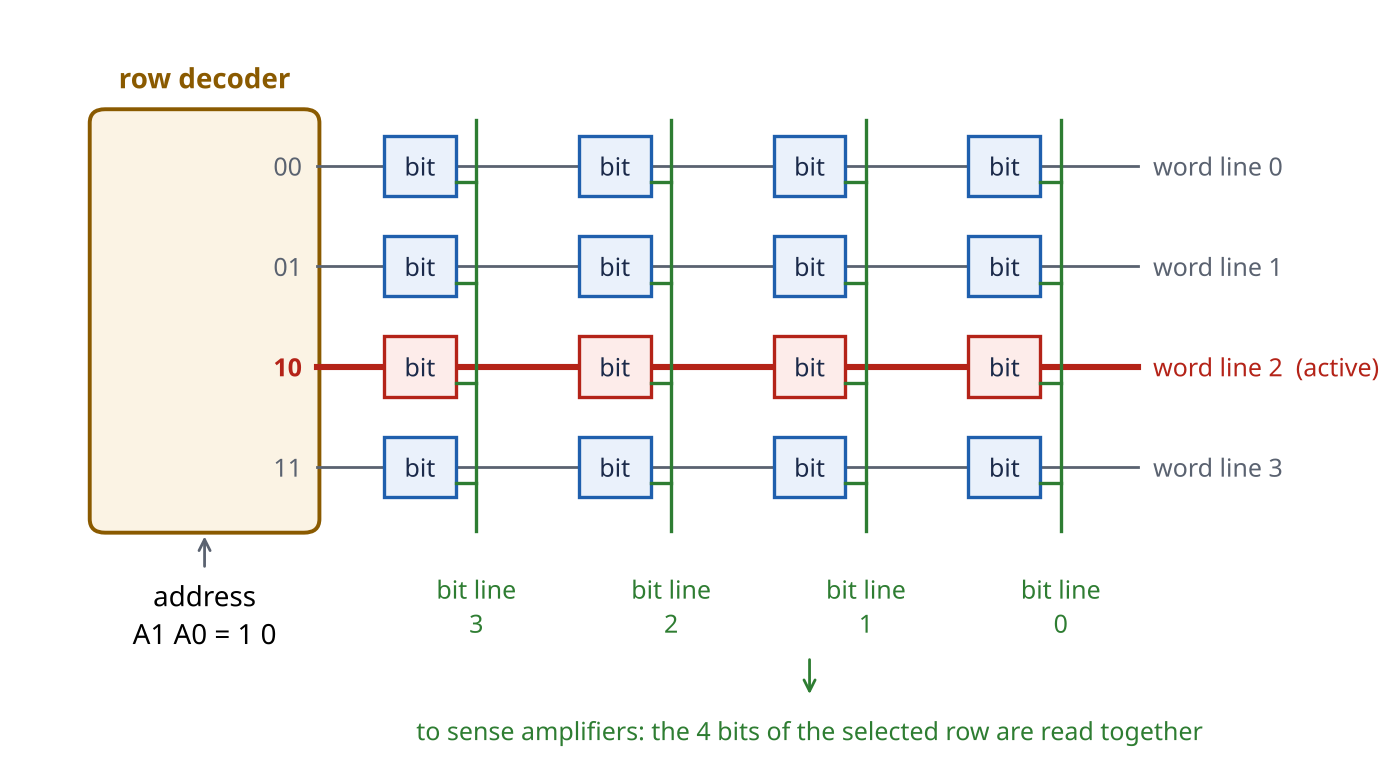 row decoder
00 bit bit bit bit word line 0
01 bit bit bit bit word line 1
10 bit bit bit bit word line 2 (active)
11 bit bit bit bit word line 3
address
A1 A0 = 1 0
bit line bit line bit line bit line
3 2 1 0
to sense amplifiers: the 4 bits of the selected row are read together